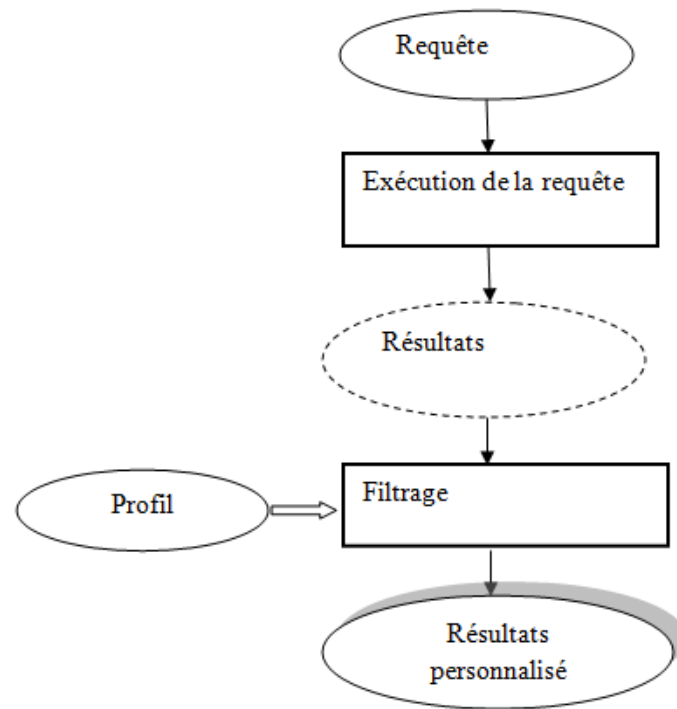 Requête
Exécution de la requête
Résultats
Profil
Filtrage
Résultats
personnalisé